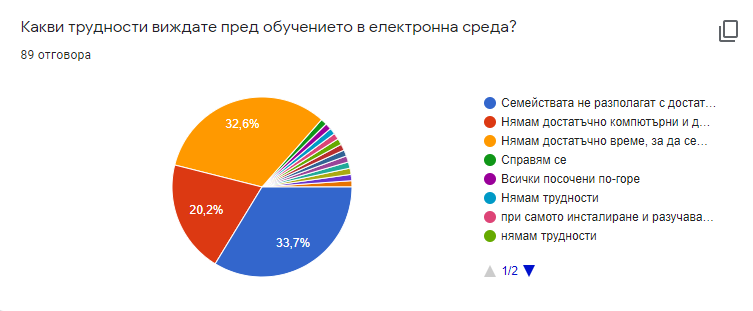 Какви трудности виждате пред обучението в електронна среда?
89 отговора
32,6%
20,2%
33,7%
Семействата не разполагат с достат…
Нямам достатъчно компютърни и д…
Нямам достатъчно време, за да се…
Справям се
Всички посочени по-горе
Нямам трудности
при самото инсталиране и разучава…
нямам трудности
1/2